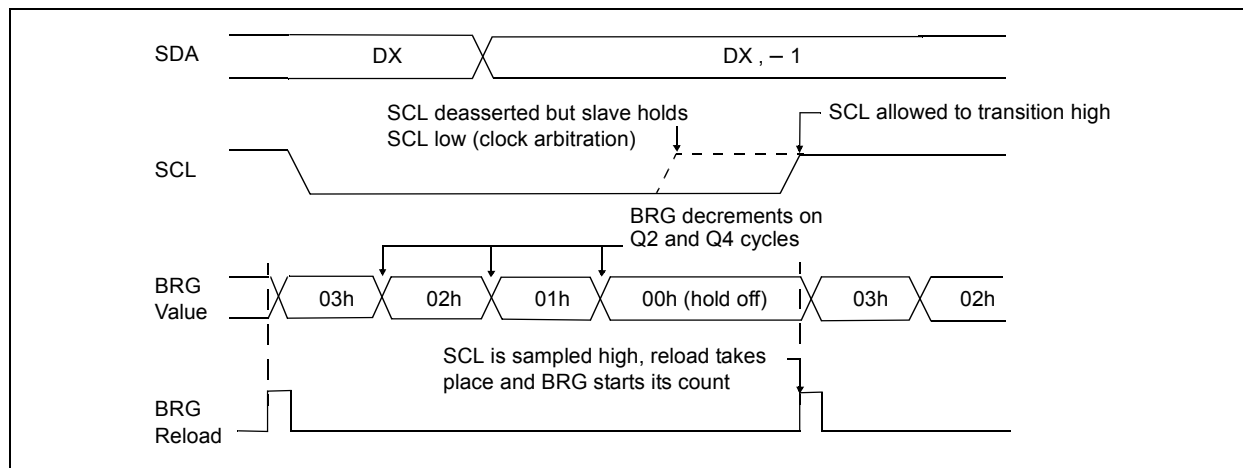 SDA
DX
DX , – 1
SCL deasserted but slave holds
SCL low (clock arbitration)
SCL allowed to transition high
SCL
BRG decrements on
Q2 and Q4 cycles
BRG
Value
03h
02h
01h
00h (hold off)
03h
02h
SCL is sampled high, reload takes
place and BRG starts its count
BRG
Reload